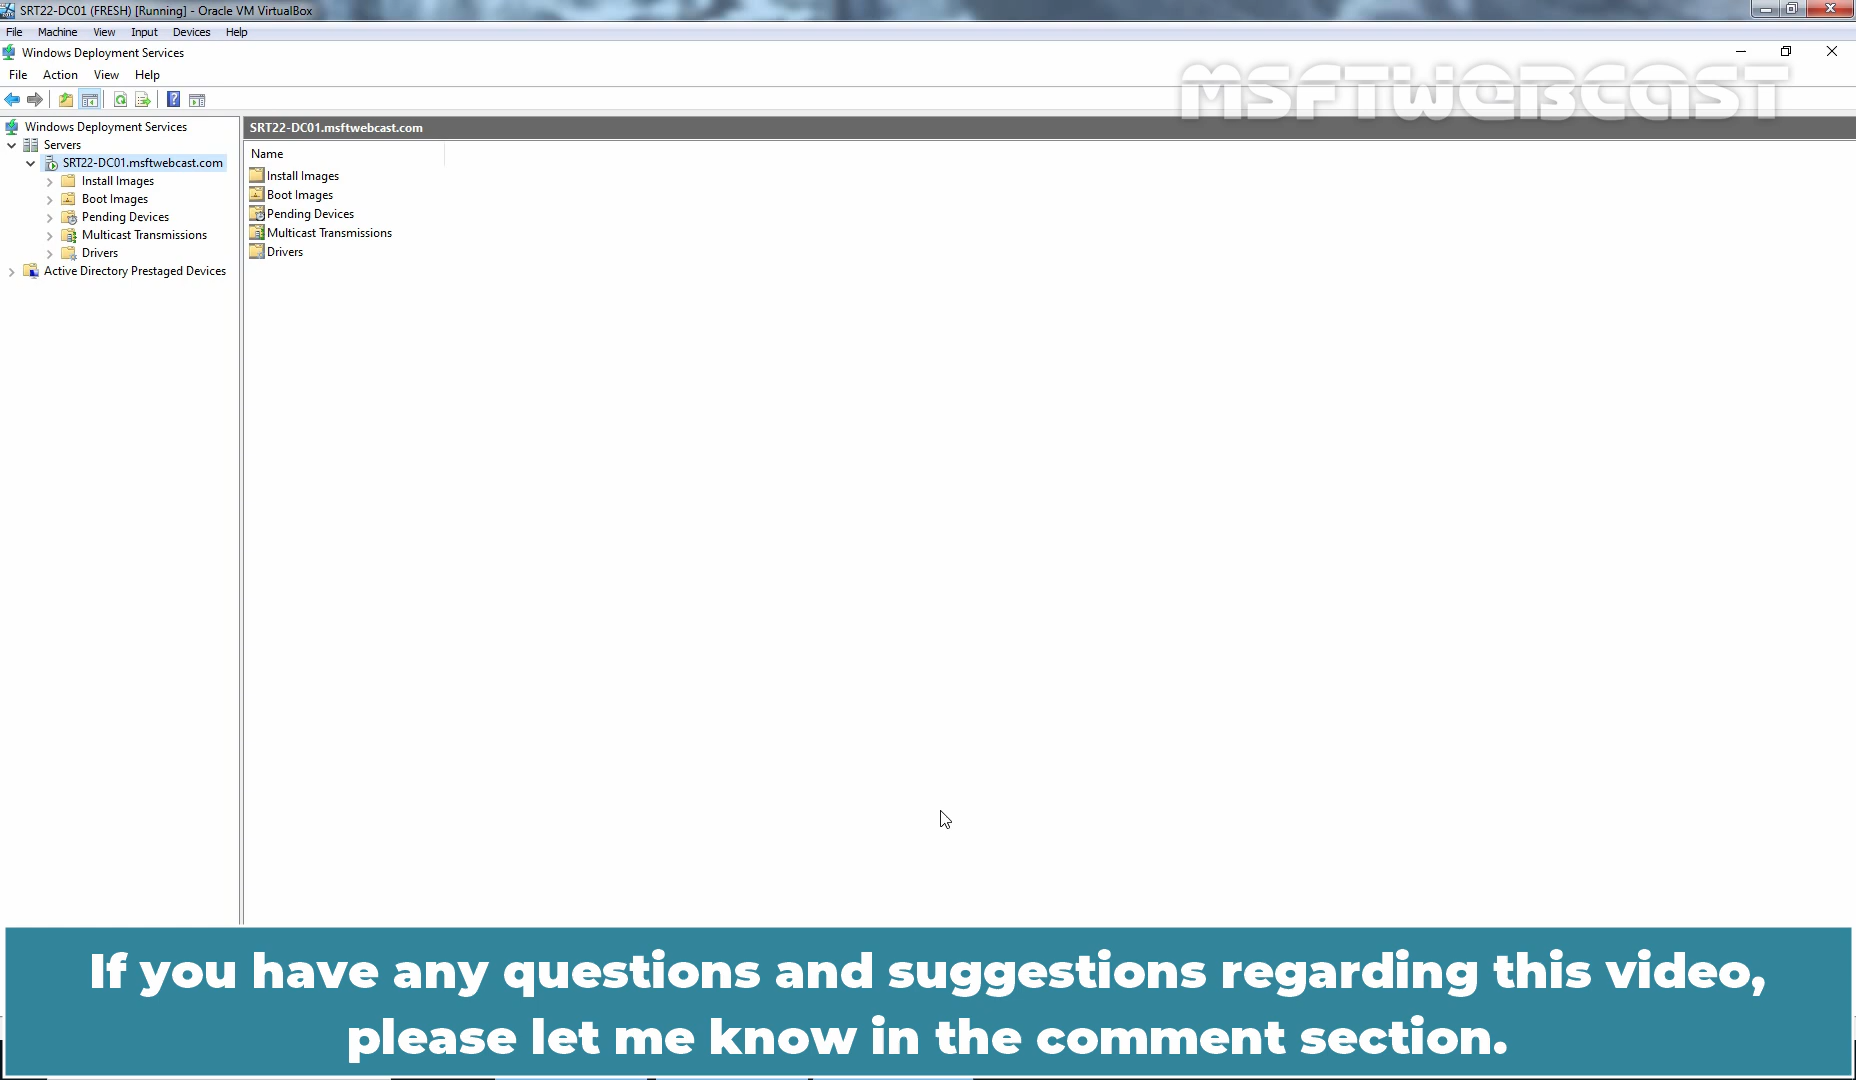 SRT22-DC01 (FRESH) [Running] - Oracle VM VirtualBox
File Machine View Input Devices Help
Windows Deployment Services
File Action View Help
MSFTWEBCAST
Windows Deployment Services
Servers
SRT22-DC01.msftwebcast.com
Install Images
Boot Images
Pending Devices
Multicast Transmissions
Drivers
Active Directory Prestaged Devices
SRT22-DC01.msftwebcast.com
Name
Install Images
Boot Images
Pending Devices
Multicast Transmissions
Drivers
If you have any questions and suggestions regarding this video,
please let me know in the comment section.